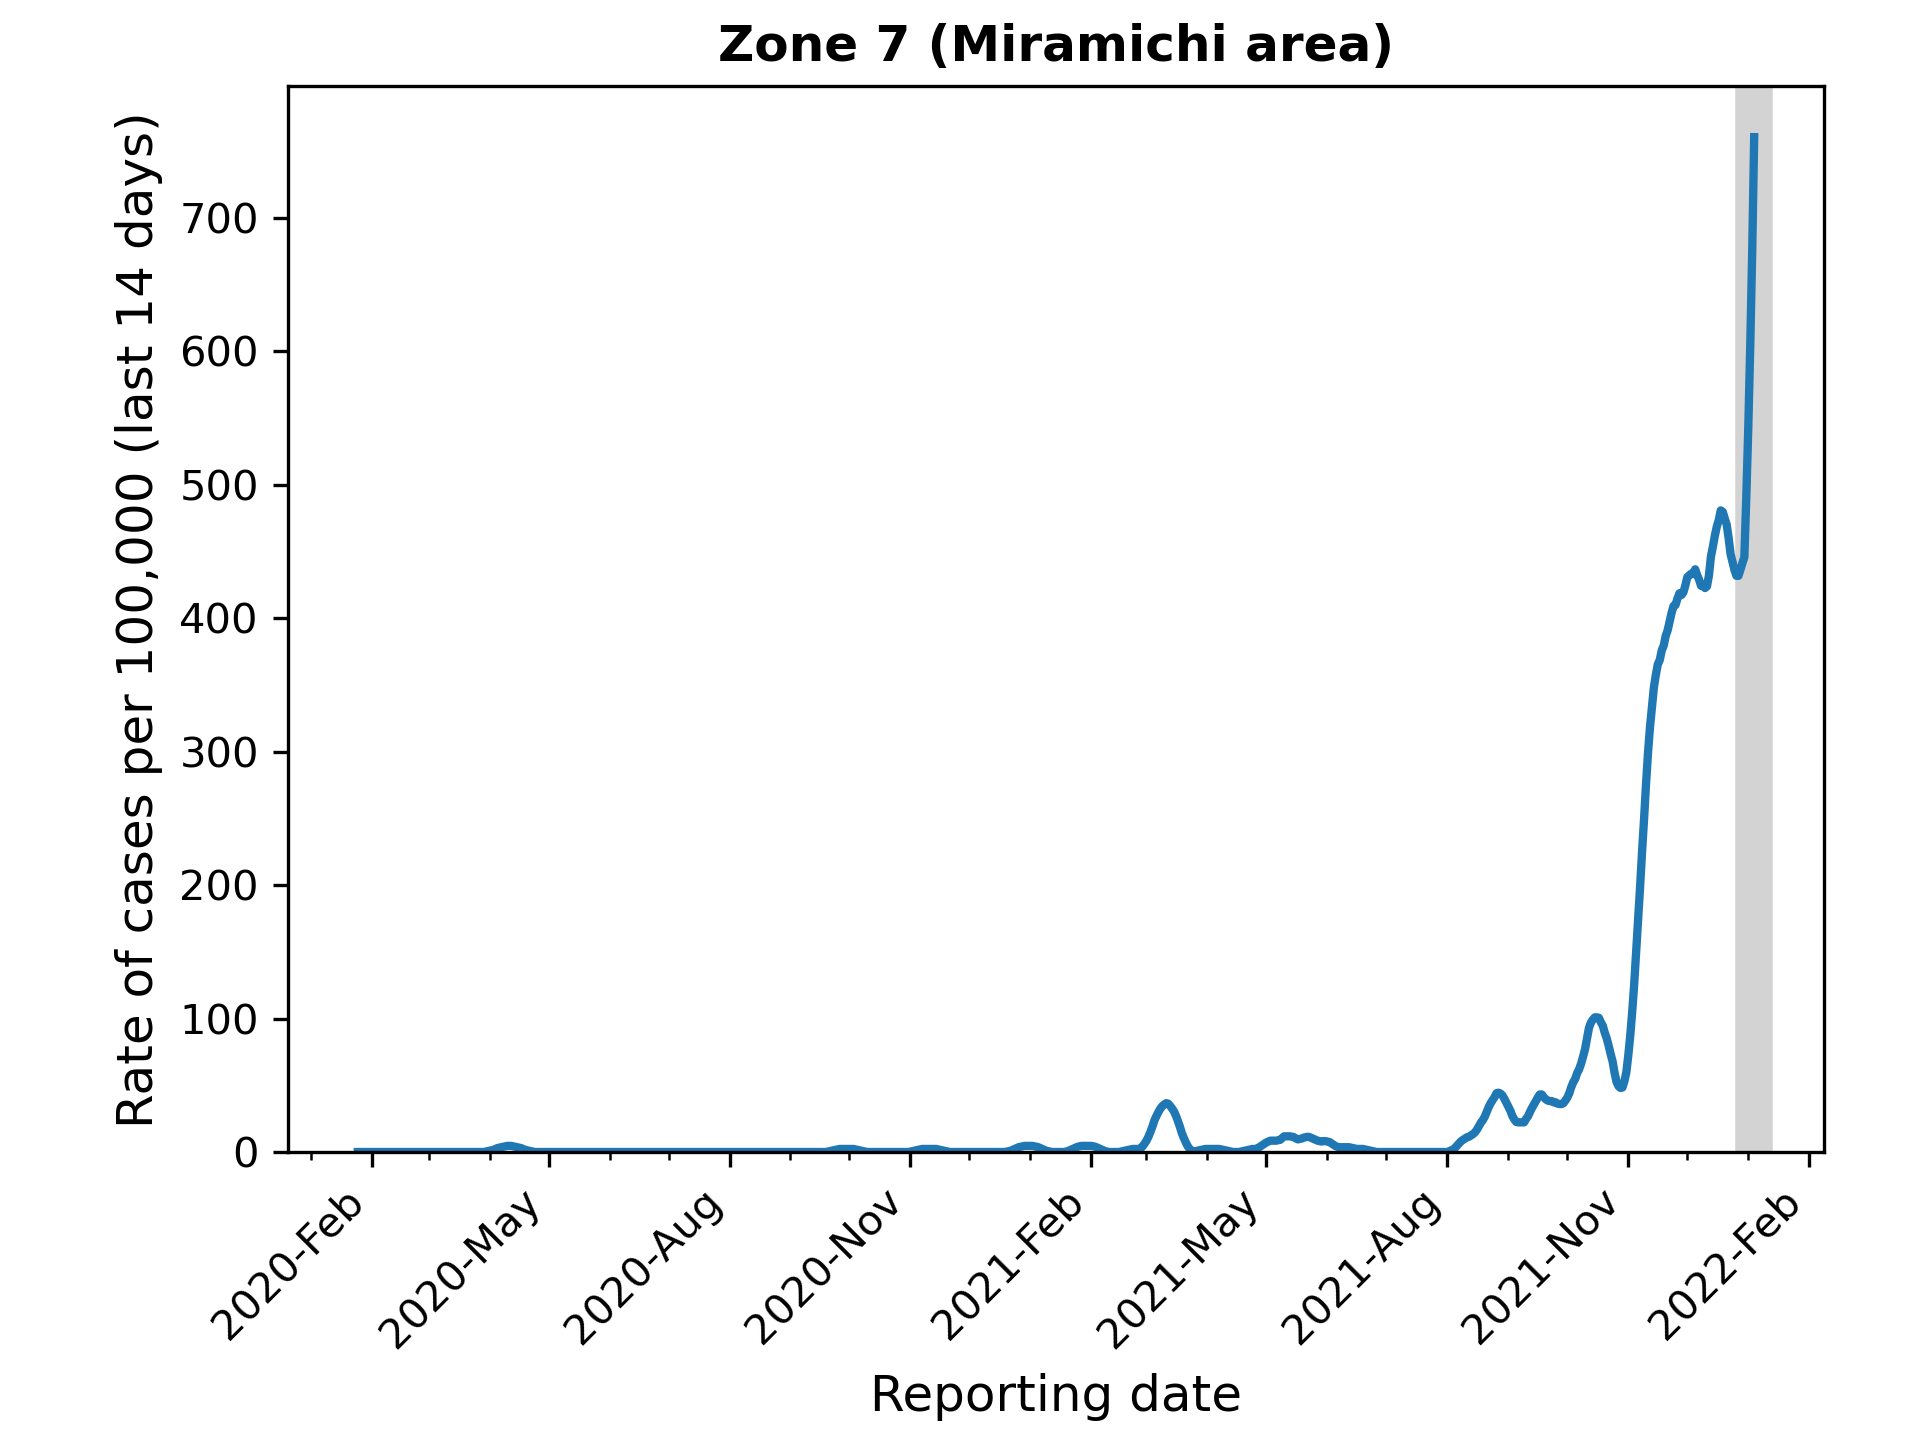 Zone 7 (Miramichi area)
Rate of cases per 100,000 (last 14 days)
700
600
500
400
300
200
100
0
2020-Feb
2020-May
2020-Aug
2020-Nov
2021-Feb
2021-May
2021-Aug
2021-Nov
2022-Feb
Reporting date